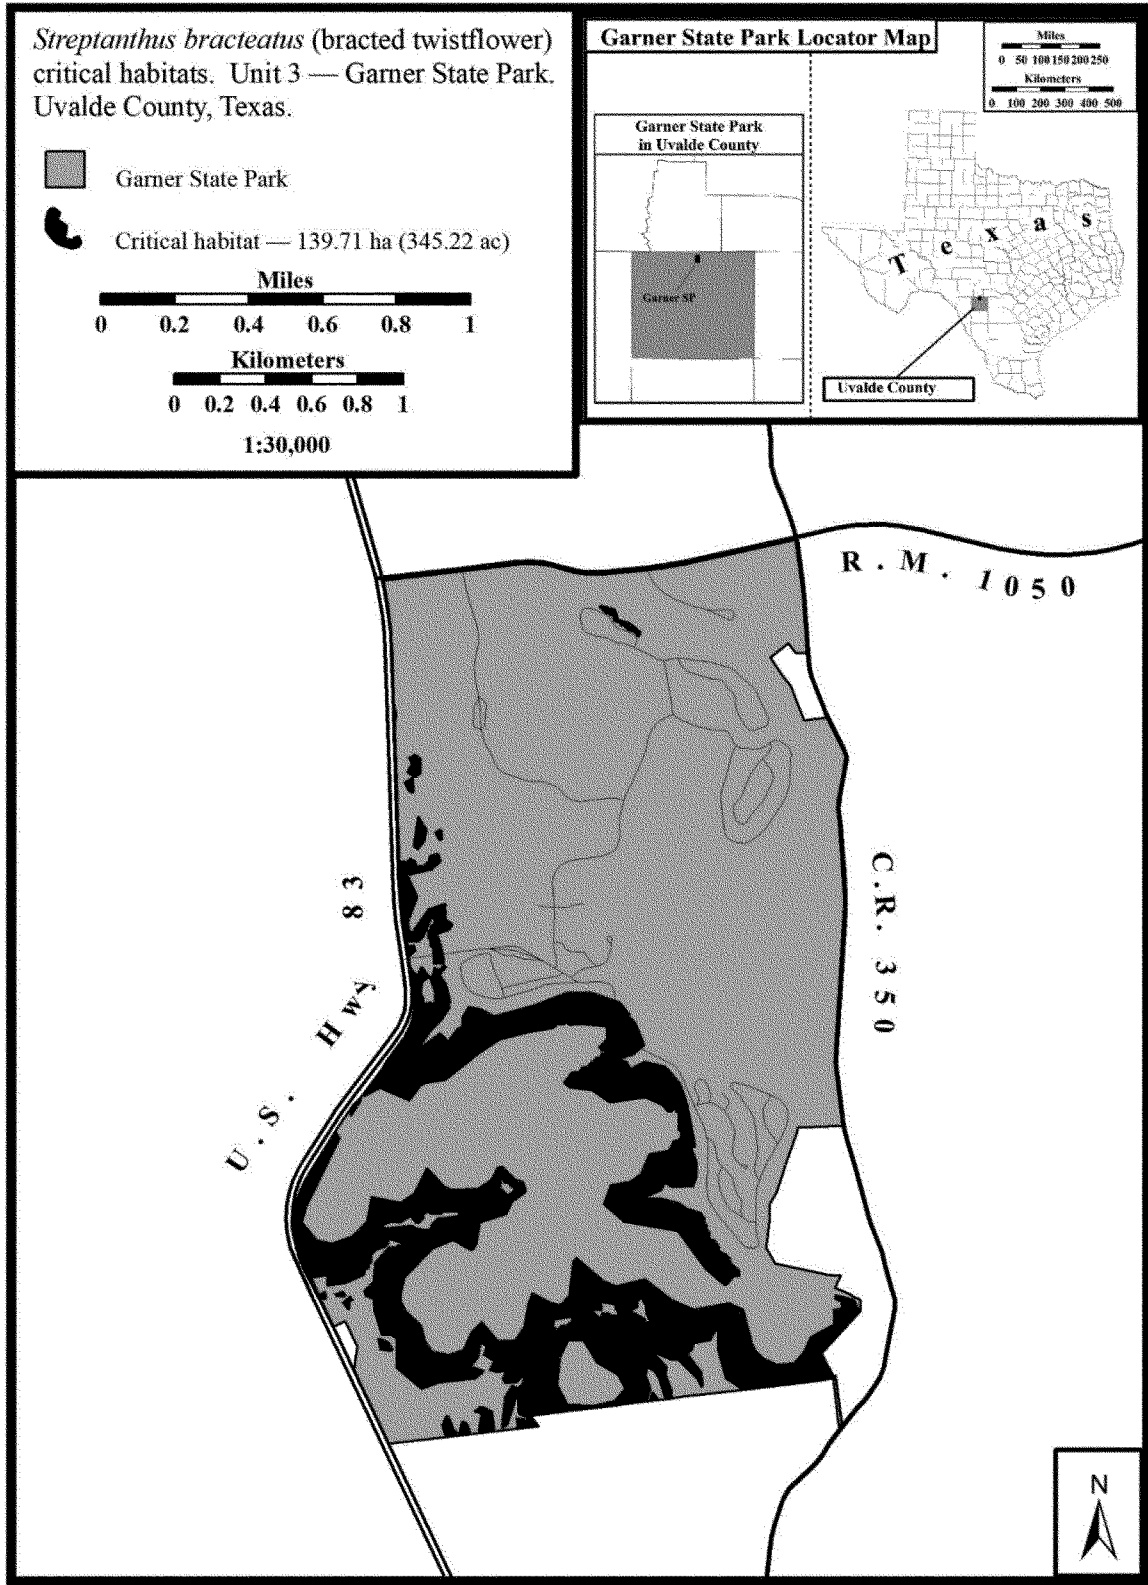 Streptanthus bracteatus (bracted twistflower)
critical habitats. Unit 3 — Garner State Park.
Uvalde County, Texas.
Garner State Park
Critical habitat — 139.71 ha (345.22 ac)
Miles
0 0.2 0.4 0.6 0.8 1
Kilometers
0 0.2 0.4 0.6 0.8 1
1:30,000
Garner State Park Locator Map
Miles
0 50 100 150 200 250
Kilometers
0 100 200 300 400 500
Garner State Park
in Uvalde County
Garner SP
Texas
Uvalde County
R.M. 1050
U.S. Hwy 83
C.R. 350
N